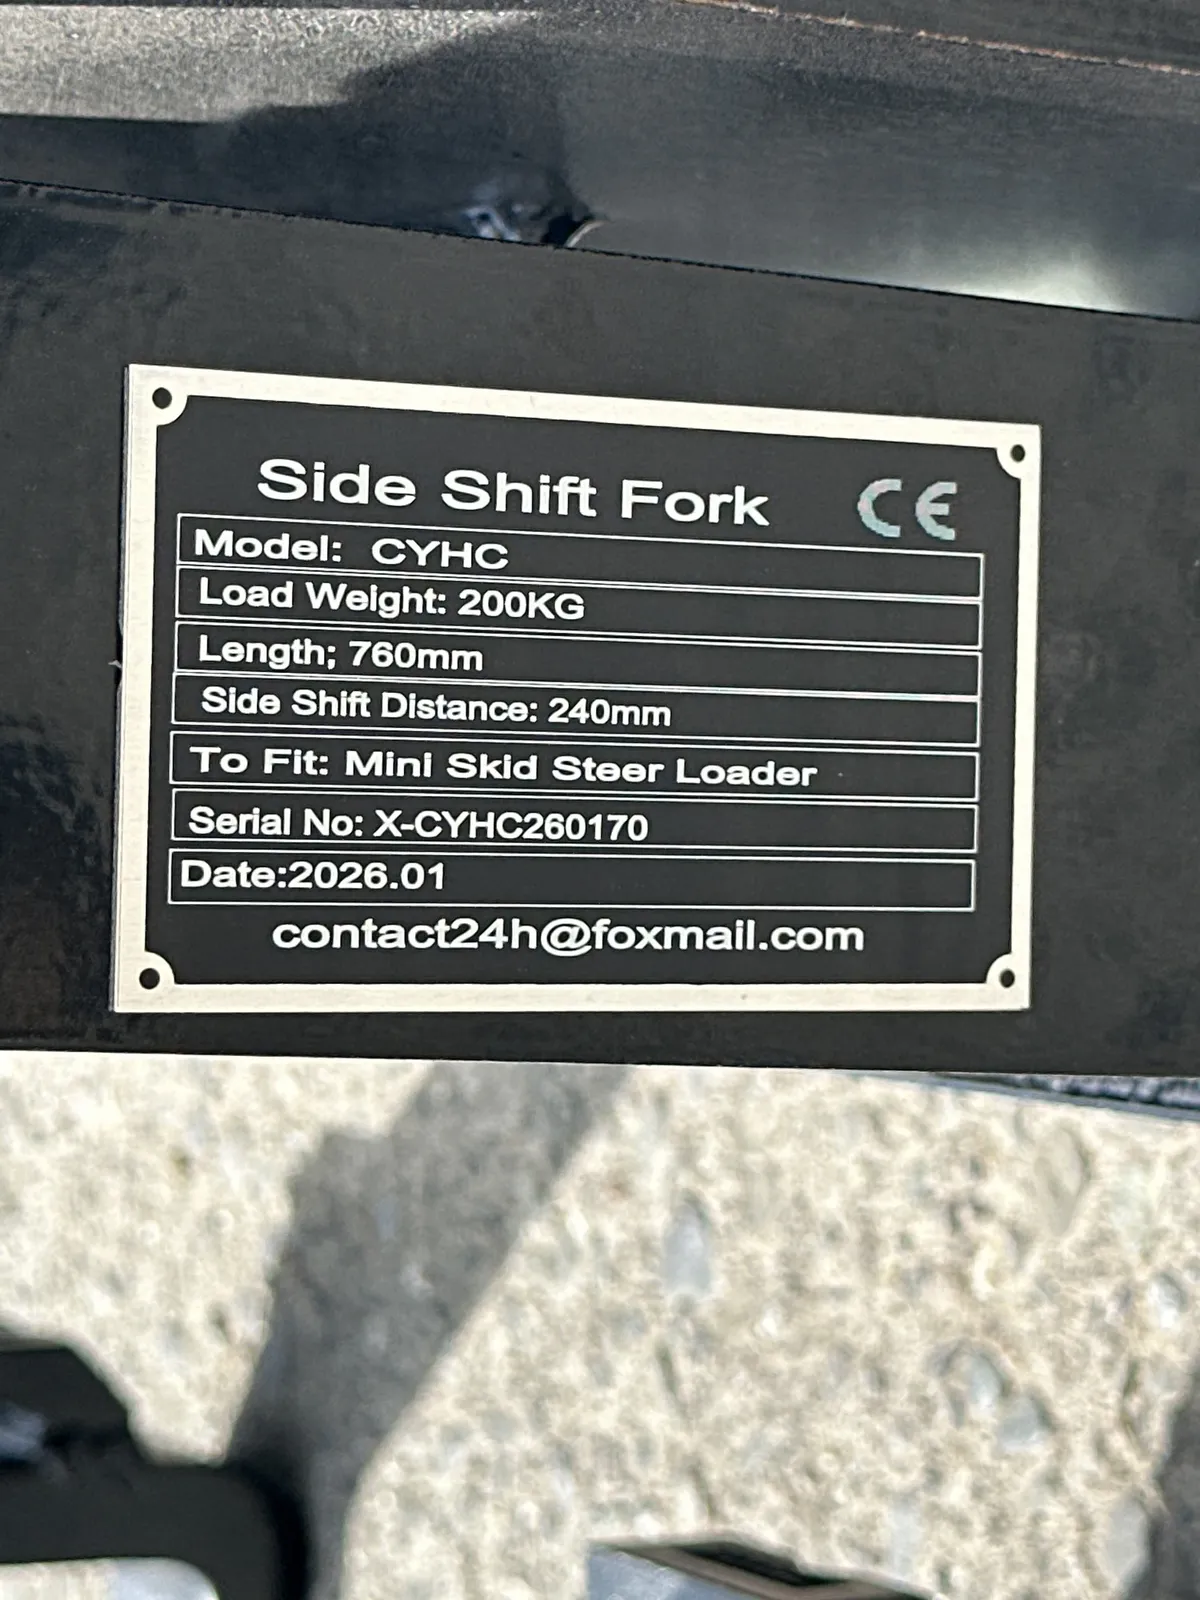 Side Shift Fork CE
Model: CYHC
Load Weight: 200KG
Length; 760mm
Side Shift Distance: 240mm
To Fit: Mini Skid Steer Loader
Serial No: X-CYHC260170
Date:2026.01
contact24h@foxmail.com